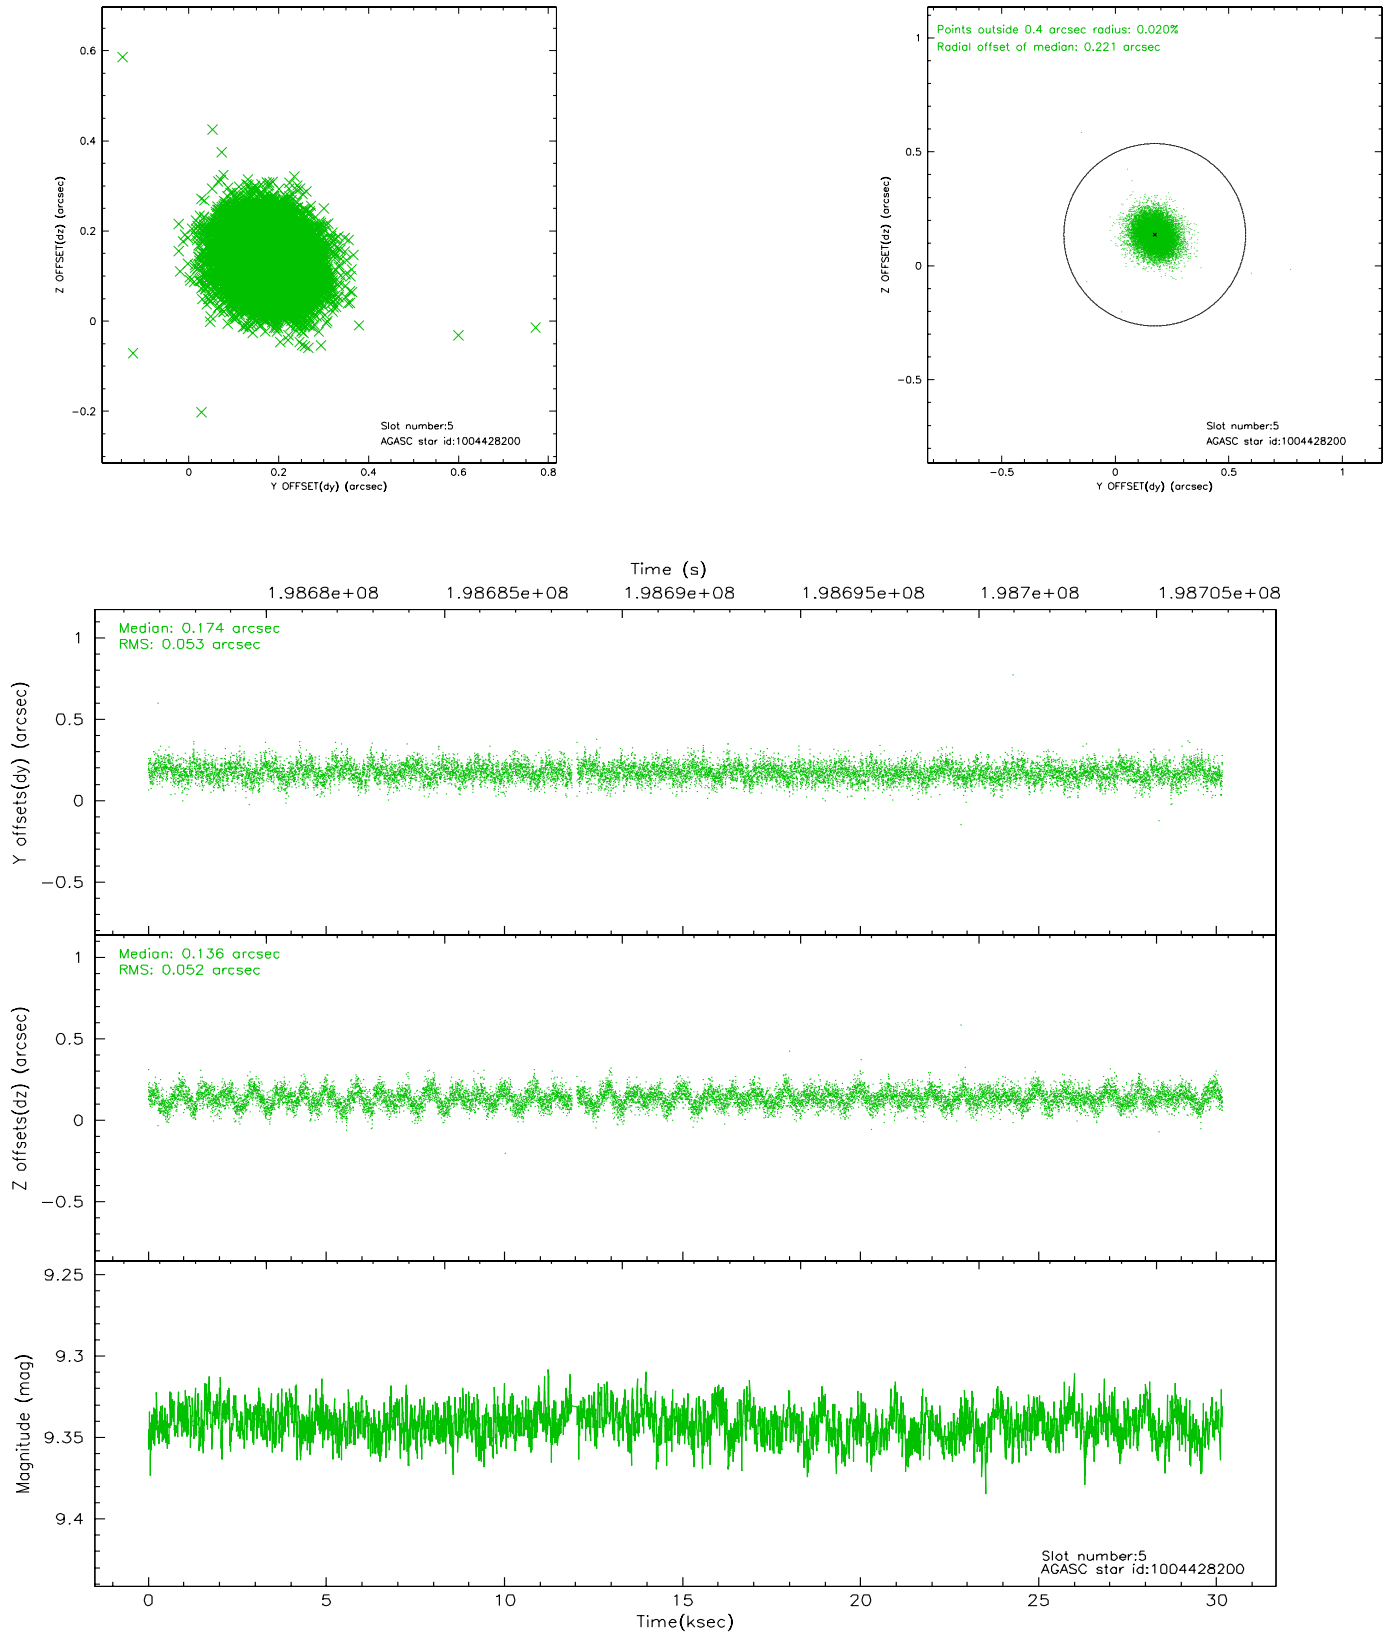 0.6
0.4
0.2
0
−0.2
Z OFFSET(dz) (arcsec)
Slot number:5
AGASC star id:1004428200
0 0.2 0.4 0.6 0.8
Y OFFSET(dy) (arcsec)
Points outside 0.4 arcsec radius: 0.020%
Radial offset of median: 0.221 arcsec
1
0.5
0
−0.5
Z OFFSET(dz) (arcsec)
Slot number:5
AGASC star id:1004428200
−0.5 0 0.5 1
Y OFFSET(dy) (arcsec)
Time (s)
1.9868e+08 1.98685e+08 1.9869e+08 1.98695e+08 1.987e+08 1.98705e+08
Median: 0.174 arcsec
RMS: 0.053 arcsec
1
0.5
0
−0.5
Y offsets(dy) (arcsec)
Median: 0.136 arcsec
RMS: 0.052 arcsec
1
0.5
0
−0.5
Z offsets(dz) (arcsec)
9.25
9.3
9.35
9.4
Magnitude (mag)
Slot number:5
AGASC star id:1004428200
0 5 10 15 20 25 30
Time(ksec)